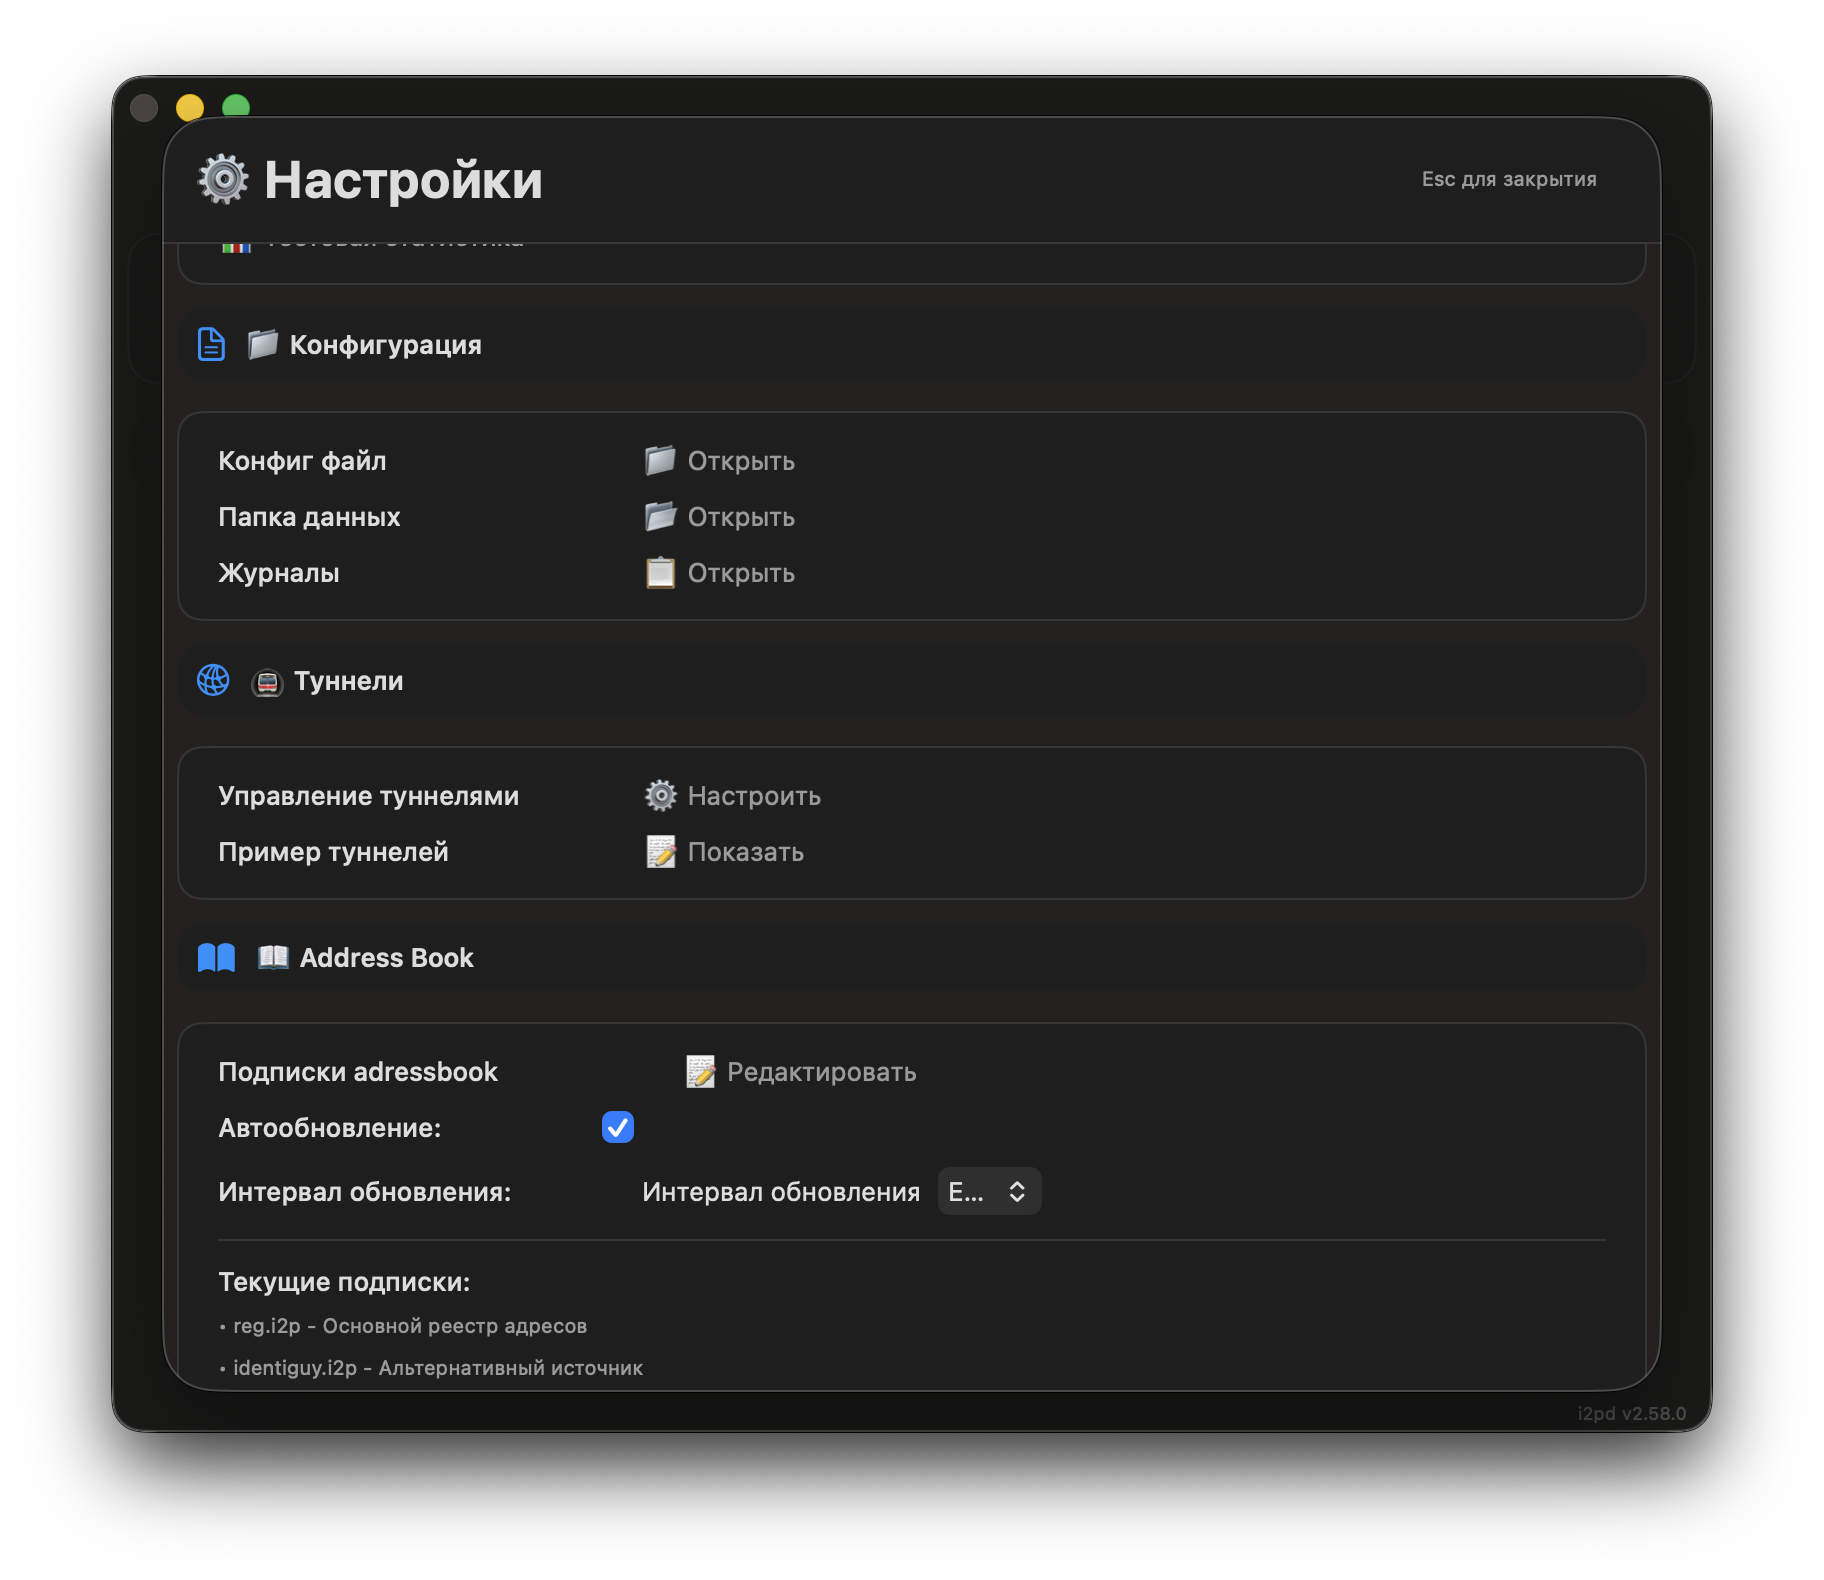 Настройки
Esc для закрытия
Конфигурация
Конфиг файл Открыть
Папка данных Открыть
Журналы Открыть
Туннели
Управление туннелями Настроить
Пример туннелей Показать
Address Book
Подписки adressbook Редактировать
Автообновление:
Интервал обновления: Интервал обновления Е...
Текущие подписки:
• reg.i2p - Основной реестр адресов
• identiguy.i2p - Альтернативный источник
i2pd v2.58.0